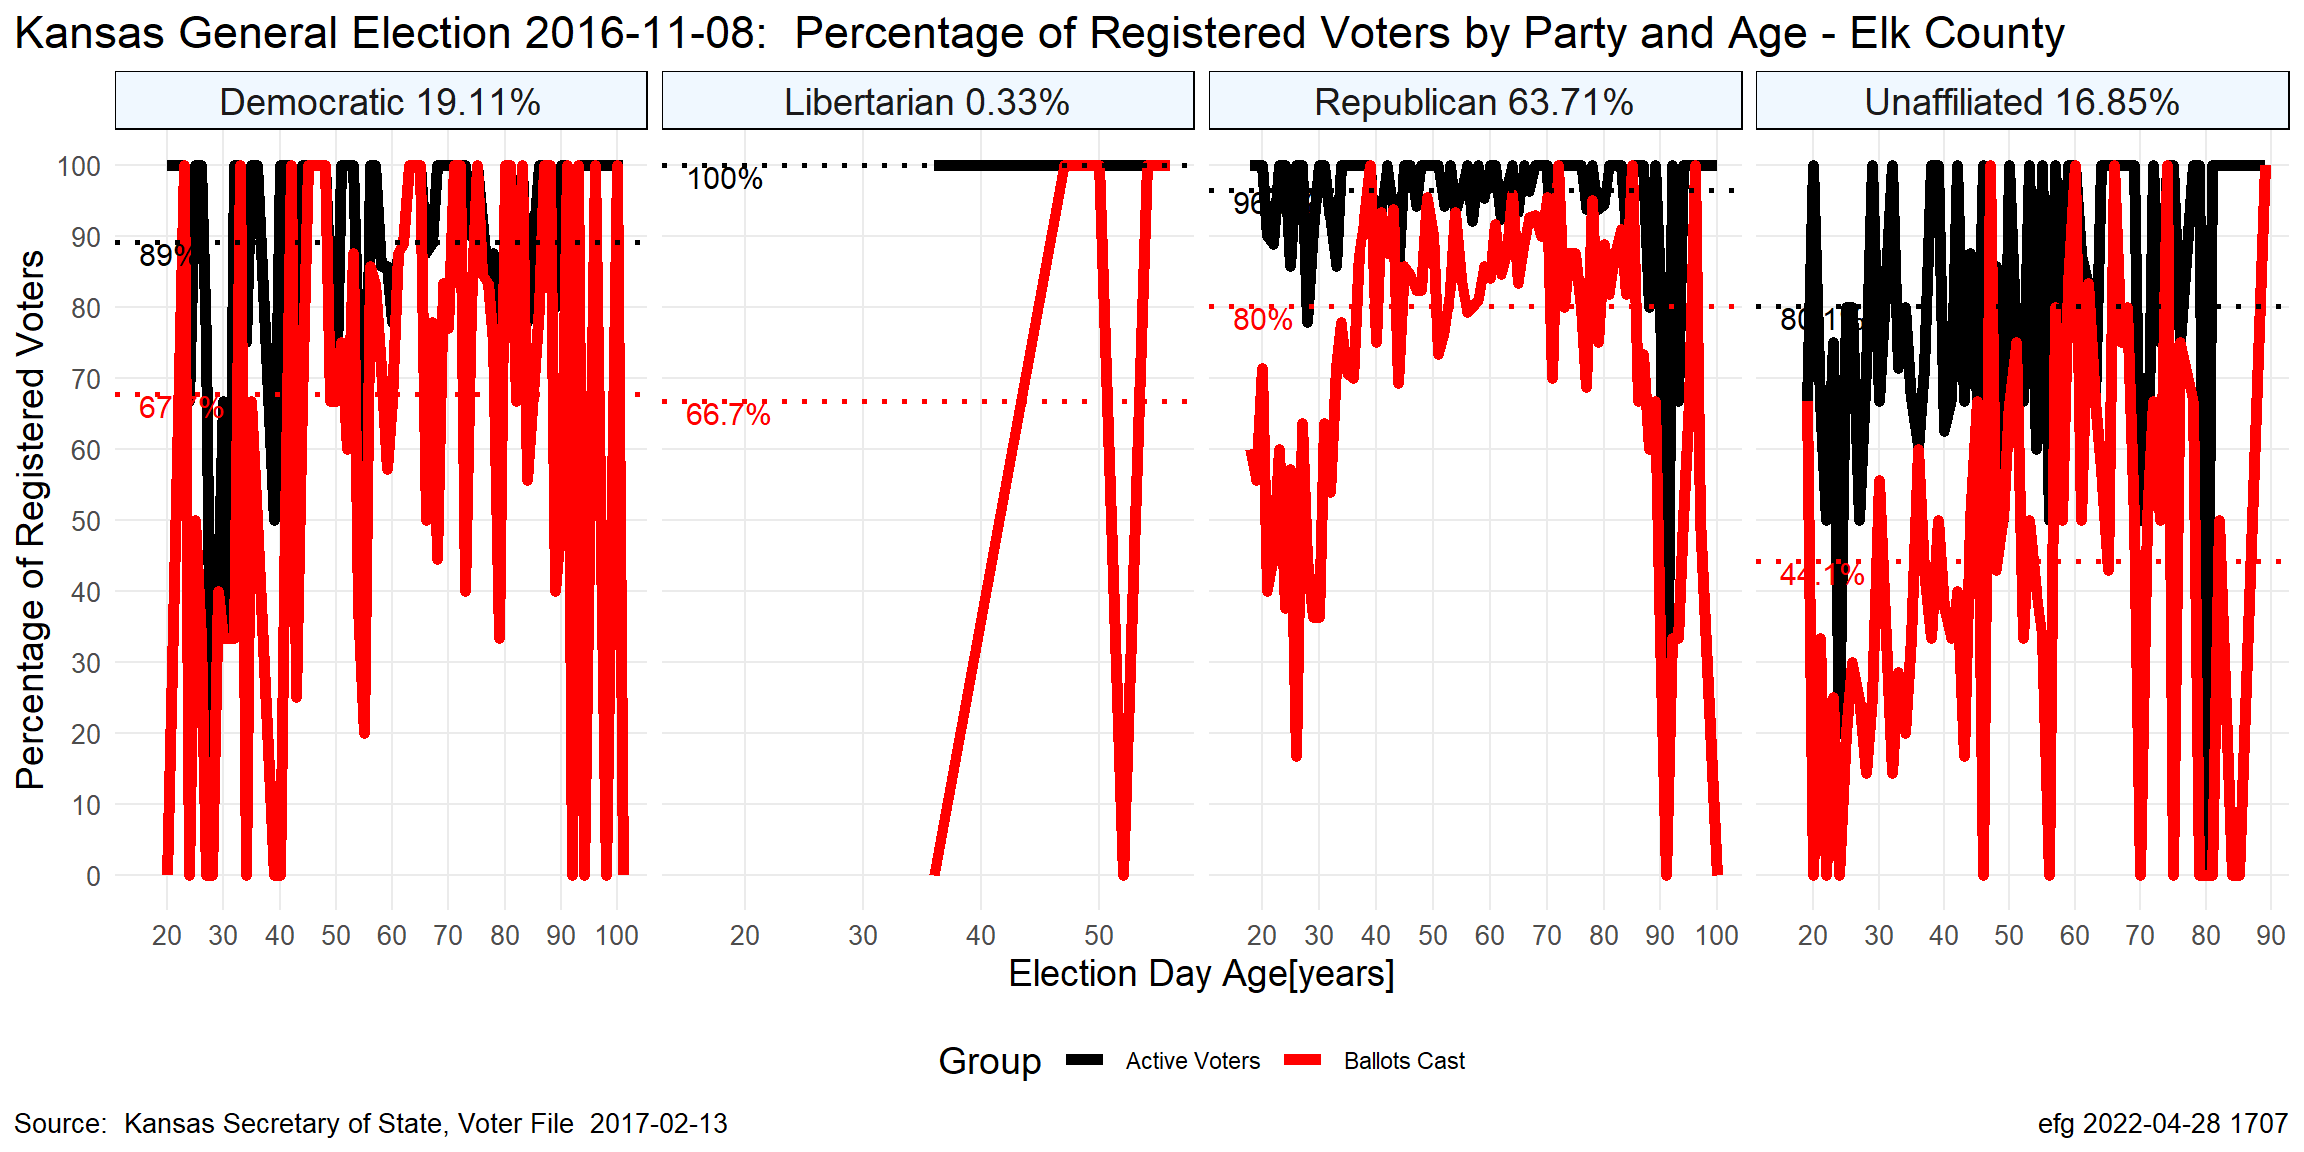 Kansas General Election 2016-11-08:  Percentage of Registered Voters by Party and Age - Elk County
Democratic 19.11%
Libertarian 0.33%
Republican 63.71%
Unaffiliated 16.85%
Percentage of Registered Voters
100
90
80
70
60
50
40
30
20
10
0
89%
100%
66.7%
80%
44.1%
20 30 40 50 60 70 80 90 100
20 30 40 50
20 30 40 50 60 70 80 90 100
20 30 40 50 60 70 80 90
Election Day Age[years]
Group Active Voters Ballots Cast
Source:  Kansas Secretary of State, Voter File  2017-02-13
efg 2022-04-28 1707